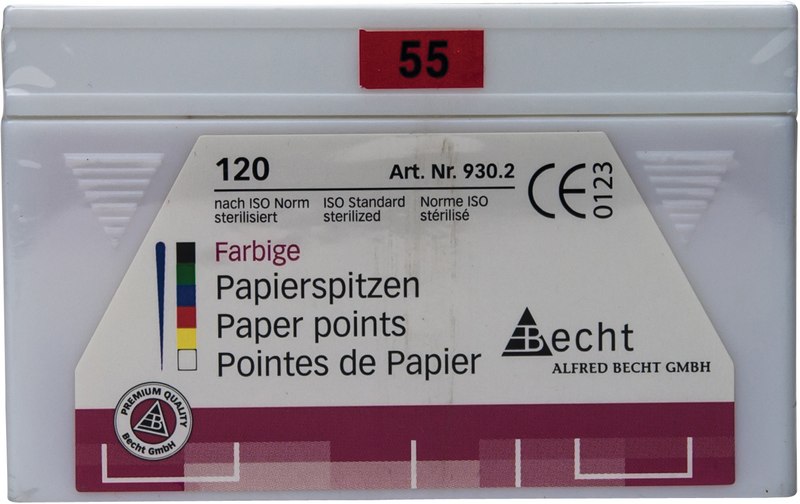 55
120 Art. Nr. 930.2
CE 0123
nach ISO Norm ISO Standard Norme ISO
sterilisiert sterilized stérilisé
Farbige
Papierspitzen
Paper points
Pointes de Papier
Becht
ALFRED BECHT GMBH
PREMIUM QUALITY
B
Becht GmbH